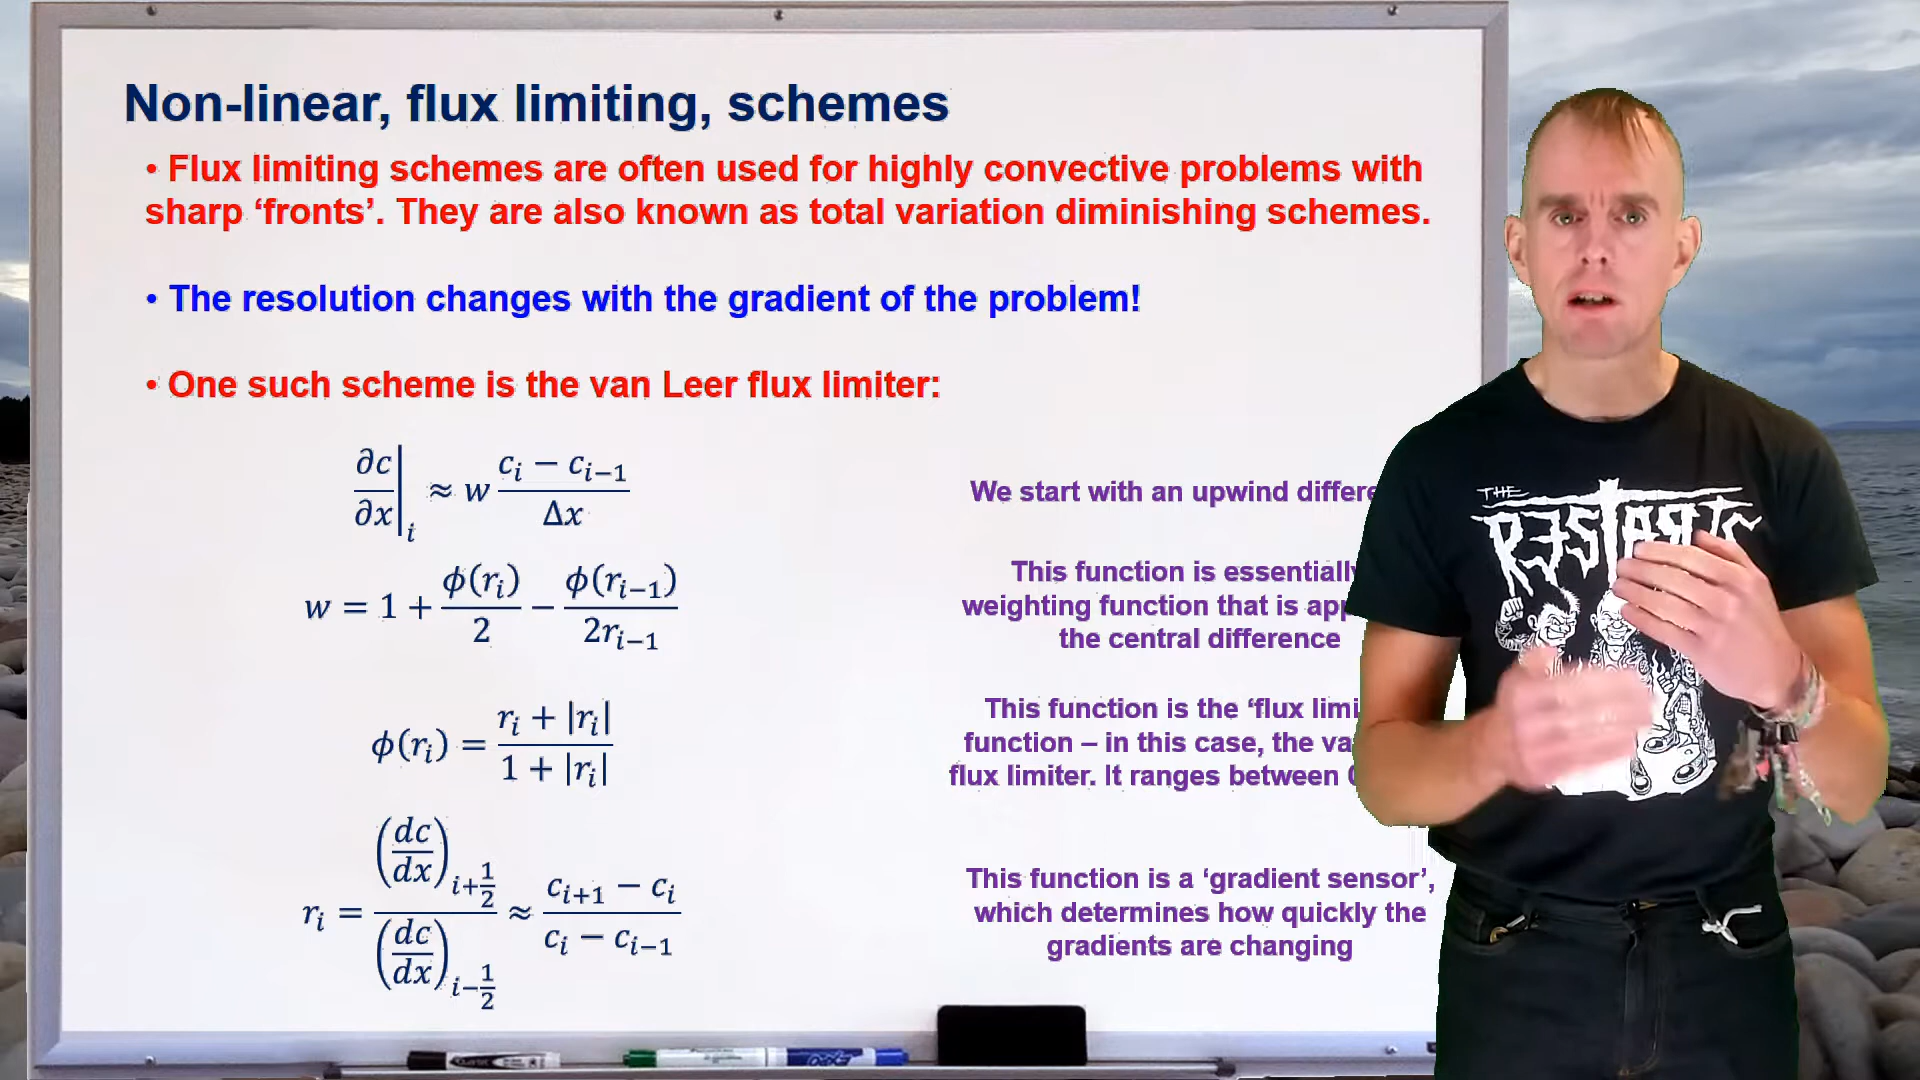 Non-linear, flux limiting, schemes
• Flux limiting schemes are often used for highly convective problems with
sharp ‘fronts’. They are also known as total variation diminishing schemes.
• The resolution changes with the gradient of the problem!
• One such scheme is the van Leer flux limiter:
∂c/∂x|ᵢ ≈ w (cᵢ − cᵢ₋₁)/Δx
We start with an upwind
w = 1 + ϕ(rᵢ)/2 − ϕ(rᵢ₋₁)/2rᵢ₋₁
This function is
weighting function that is
the central difference
ϕ(rᵢ) = (rᵢ + |rᵢ|)/(1 + |rᵢ|)
This function is the ‘flux
function – in this case, the
flux limiter. It ranges between
rᵢ = (dc/dx)ᵢ₊½ / (dc/dx)ᵢ₋½ ≈ (cᵢ₊₁ − cᵢ)/(cᵢ − cᵢ₋₁)
This function is a ‘gradient sensor’,
which determines how quickly the
gradients are changing
THE
EXPO